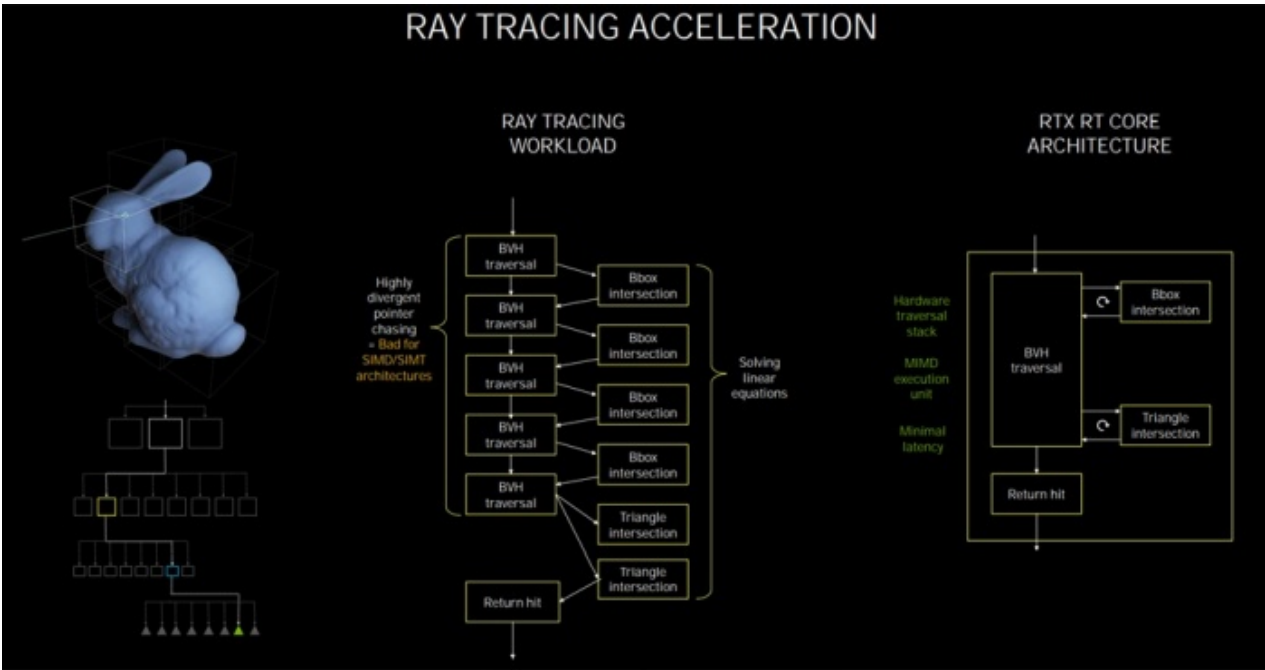 RAY TRACING ACCELERATION
RAY TRACING
WORKLOAD
Highly
divergent
pointer
chasing
= Bad for
SIMD/SIMT
architectures
BVH
traversal
Bbox
intersection
BVH
traversal
Bbox
intersection
BVH
traversal
Bbox
intersection
BVH
traversal
Bbox
intersection
BVH
traversal
Triangle
intersection
Triangle
intersection
Return hit
Solving
linear
equations
RTX RT CORE
ARCHITECTURE
Hardware
traversal
stack
MIMD
execution
unit
Minimal
latency
BVH
traversal
Bbox
intersection
Triangle
intersection
Return hit